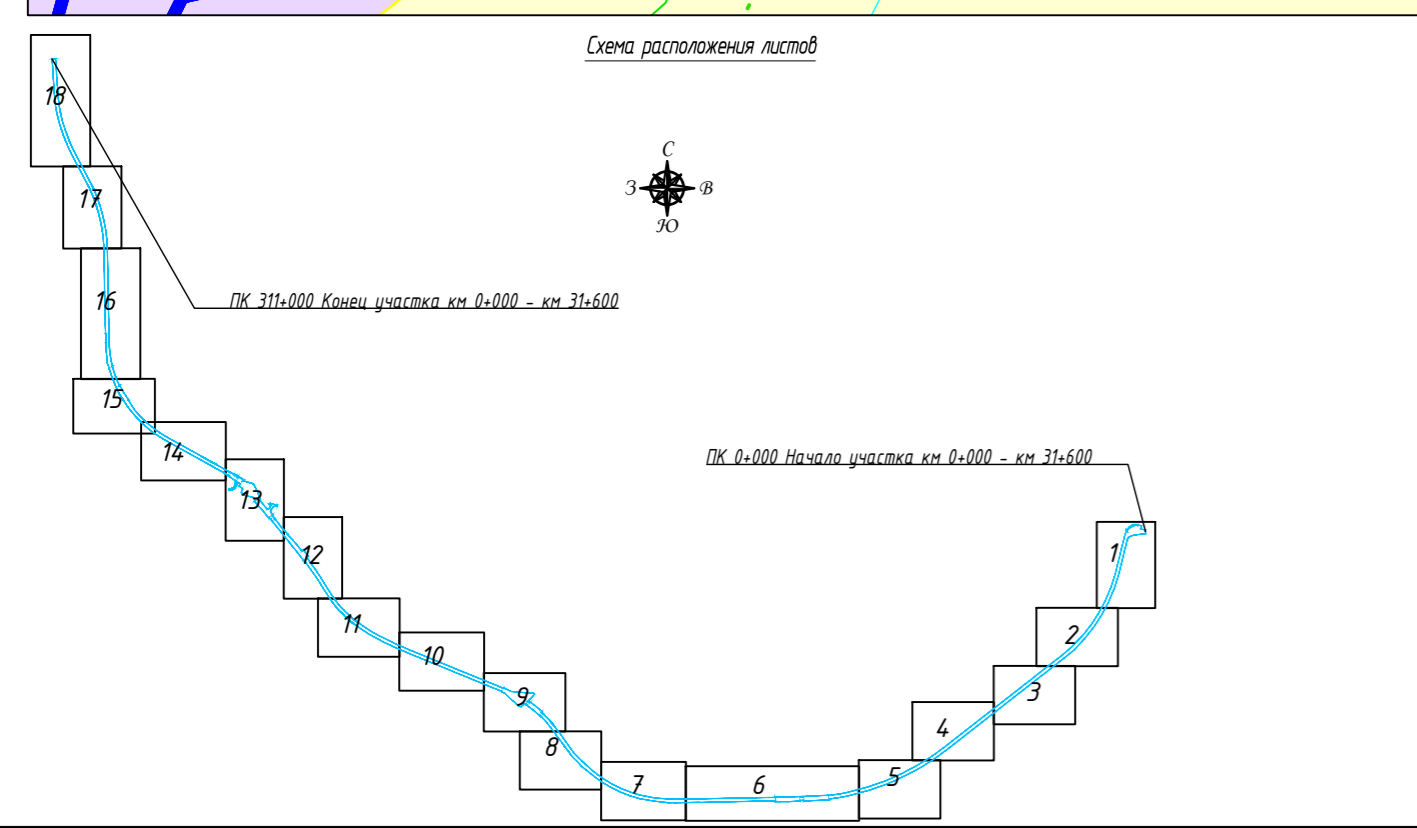 Схема расположения листов
18
С
З
В
Ю
17
ПК 311+000 Конец участка км 0+000 - км 31+600
16
15
14
ПК 0+000 Начало участка км 0+000 - км 31+600
13
12
1
11
2
10
3
9
4
8
5
7
6